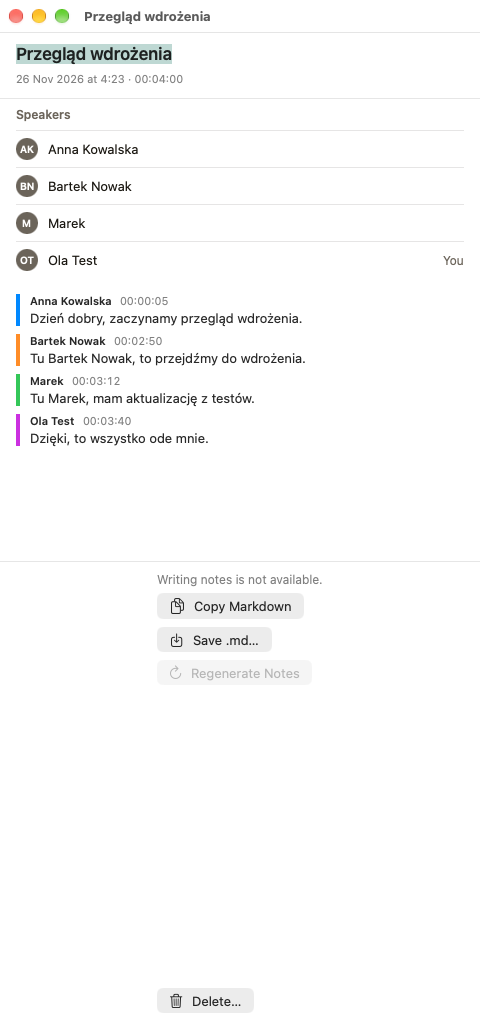 Przegląd wdrożenia
Przegląd wdrożenia
26 Nov 2026 at 4:23 · 00:04:00
Speakers
AK Anna Kowalska
BN Bartek Nowak
M Marek
OT Ola Test You
Anna Kowalska 00:00:05
Dzień dobry, zaczynamy przegląd wdrożenia.
Bartek Nowak 00:02:50
Tu Bartek Nowak, to przejdźmy do wdrożenia.
Marek 00:03:12
Tu Marek, mam aktualizację z testów.
Ola Test 00:03:40
Dzięki, to wszystko ode mnie.
Writing notes is not available.
Copy Markdown
Save .md...
Regenerate Notes
Delete...